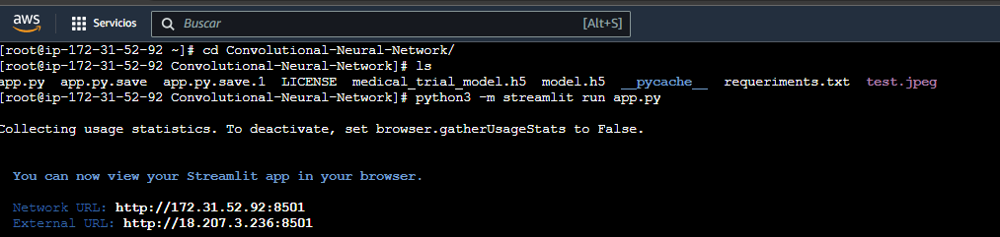 aws Servicios Buscar [Alt+S]
[root@ip-172-31-52-92 ~]# cd Convolutional-Neural-Network/
[root@ip-172-31-52-92 Convolutional-Neural-Network]# ls
app.py app.py.save app.py.save.1 LICENSE medical_trial_model.h5 model.h5 __pycache__ requeriments.txt test.jpeg
[root@ip-172-31-52-92 Convolutional-Neural-Network]# python3 -m streamlit run app.py
Collecting usage statistics. To deactivate, set browser.gatherUsageStats to False.
You can now view your Streamlit app in your browser.
Network URL: http://172.31.52.92:8501
External URL: http://18.207.3.236:8501